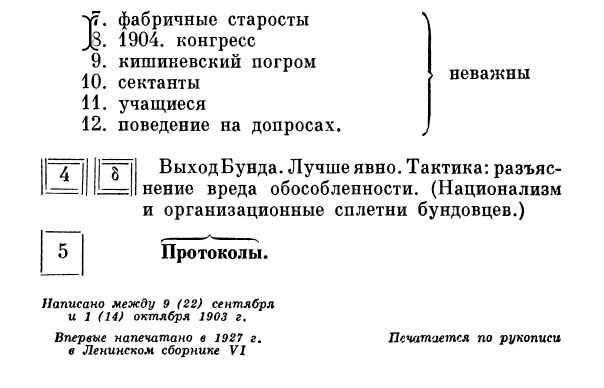 7. фабричные старосты
8. 1904. конгресс
9. кишиневский погром
10. сектанты
11. учащиеся
12. поведение на допросах.
неважны
4 δ Выход Бунда. Лучше явно. Тактика: разъяс-
нение вреда обособленности. (Национализм
и организационные сплетни бундовцев.)
5 Протоколы.
Написано между 9 (22) сентября
и 1 (14) октября 1903 г.
Впервые напечатано в 1927 г.
в Ленинском сборнике VI
Печатается по рукописи